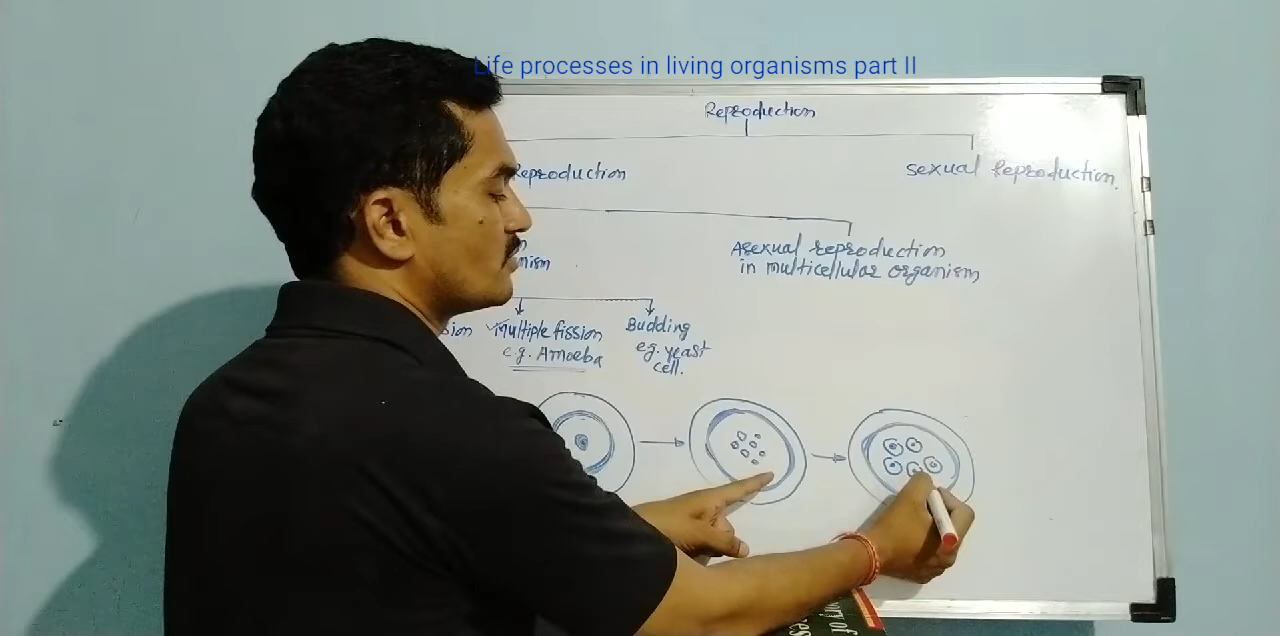 Life processes in living organisms part II
Reproduction
Reproduction
sexual Reproduction.
Asexual reproduction
in multicellular organism
nism
sion
Multiple fission
e.g. Amoeba
Budding
eg. yeast
cell.